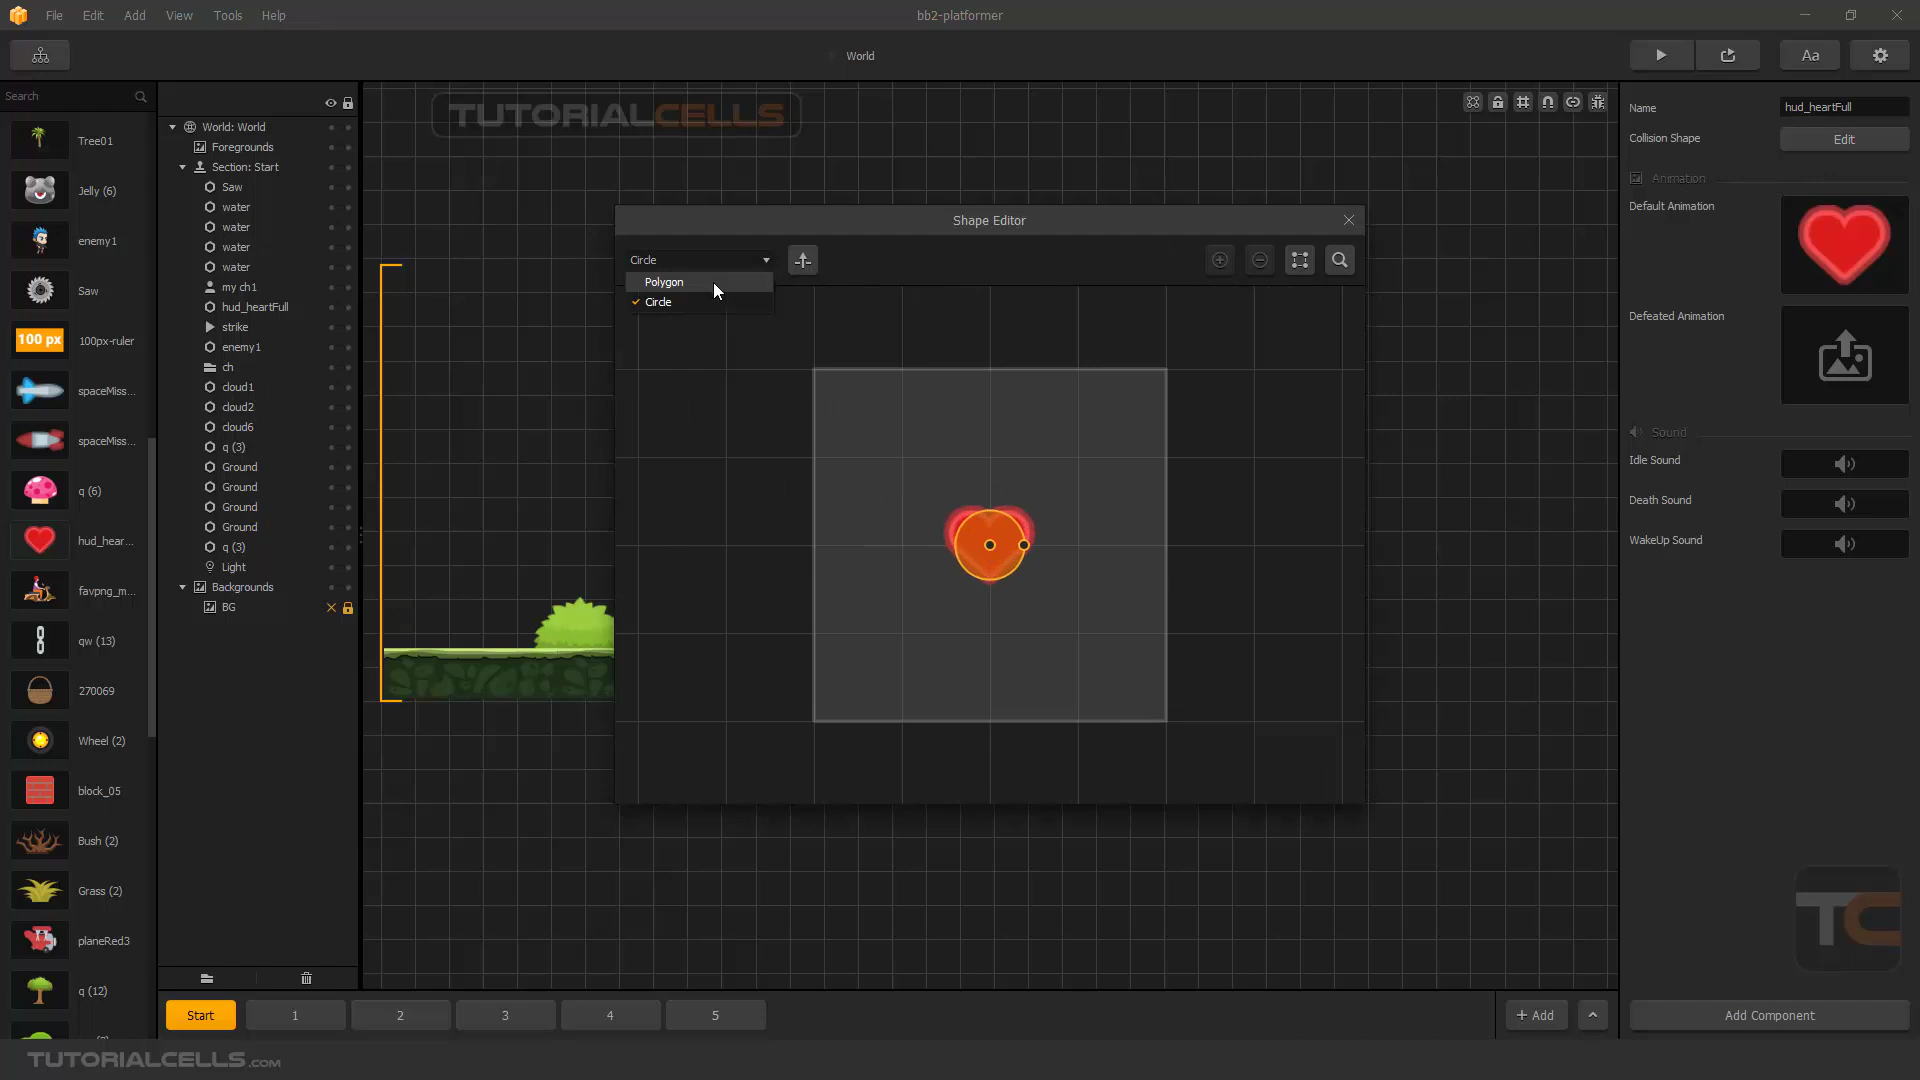 File Edit Add View Tools Help
bb2-platformer
World
Aa
Search
TUTORIALCELLS
Tree01
Jelly (6)
enemy1
Saw
100 px
100px-ruler
spaceMiss...
spaceMiss...
q (6)
hud_hear...
favpng_m...
qw (13)
270069
Wheel (2)
block_05
Bush (2)
Grass (2)
planeRed3
q (12)
World: World
Foregrounds
Section: Start
Saw
water
water
water
water
my ch1
hud_heartFull
strike
enemy1
ch
cloud1
cloud2
cloud6
q (3)
Ground
Ground
Ground
Ground
q (3)
Light
Backgrounds
BG
Shape Editor
Circle
Polygon
Circle
Name
hud_heartFull
Collision Shape
Edit
Animation
Default Animation
Defeated Animation
Sound
Idle Sound
Death Sound
WakeUp Sound
TC
Start 1 2 3 4 5
+ Add
Add Component
TUTORIALCELLS.COM